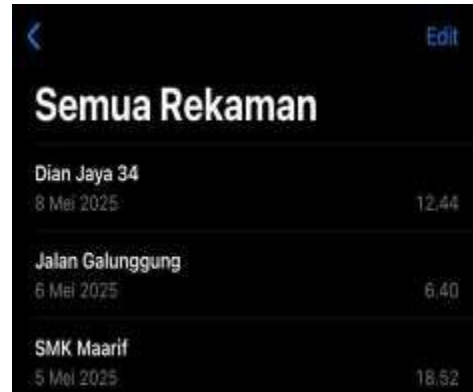 Edit
Semua Rekaman
Dian Jaya 34
8 Mei 2025 12.44
Jalan Galunggung
6 Mei 2025 6.40
SMK Maarif
5 Mei 2025 18.52